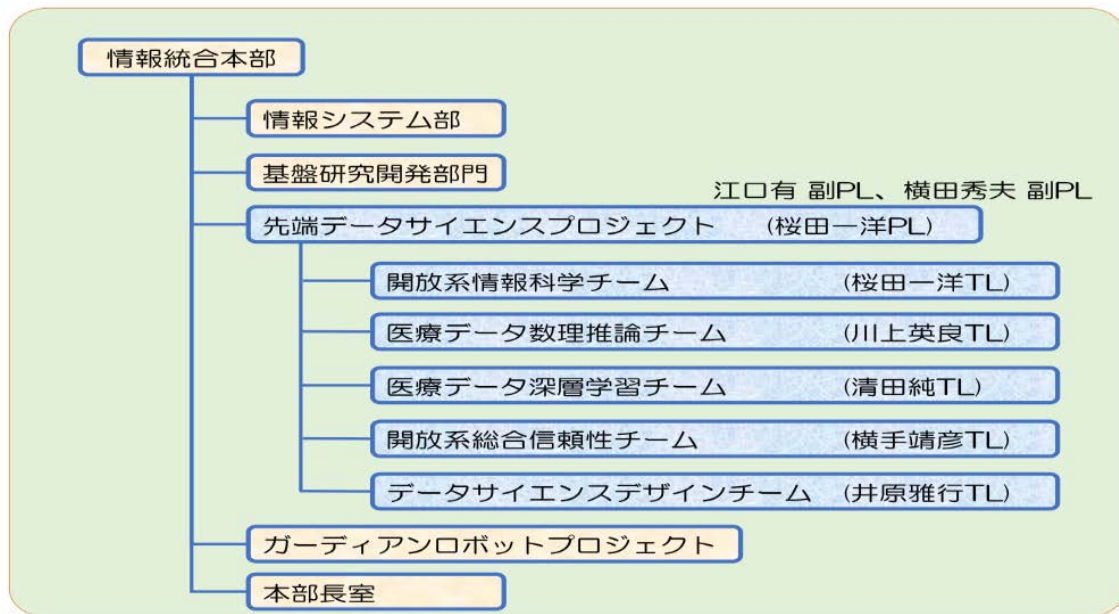 情報統合本部
情報システム部
基盤研究開発部門
江口有 副PL、横田秀夫 副PL
先端データサイエンスプロジェクト (桜田一洋PL)
開放系情報科学チーム (桜田一洋TL)
医療データ数理推論チーム (川上英良TL)
医療データ深層学習チーム (清田純TL)
開放系総合信頼性チーム (横手靖彦TL)
データサイエンスデザインチーム (井原雅行TL)
ガーディアンロボットプロジェクト
本部長室